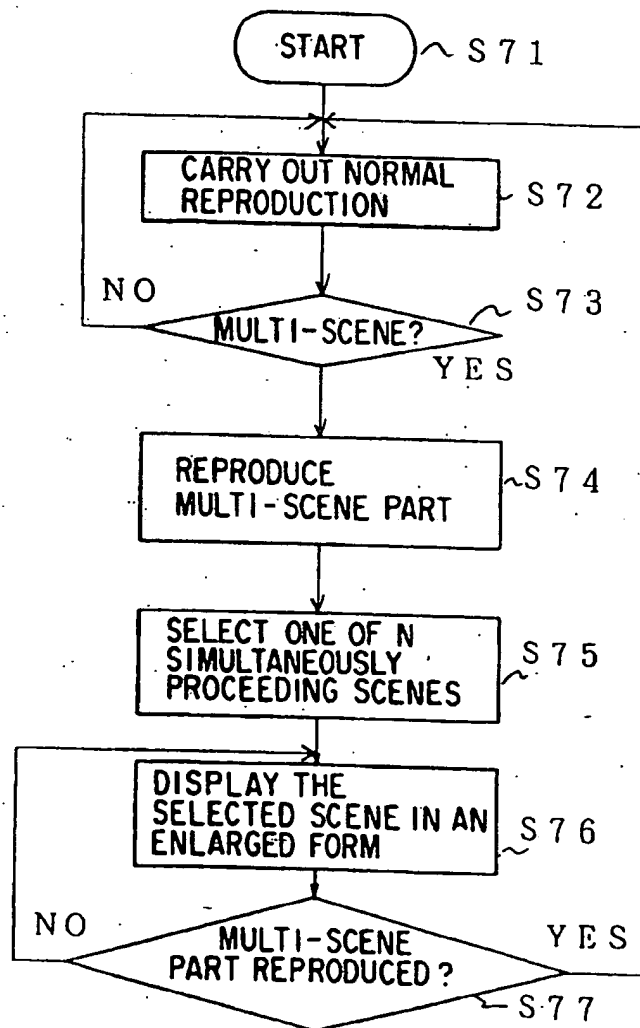 START
S71
CARRY OUT NORMAL
REPRODUCTION
S72
NO
S73
MULTI-SCENE?
YES
REPRODUCE
MULTI-SCENE PART
S74
SELECT ONE OF N
SIMULTANEOUSLY
PROCEEDING SCENES
S75
DISPLAY THE
SELECTED SCENE IN AN
ENLARGED FORM
S76
NO
MULTI-SCENE
PART REPRODUCED?
YES
S77